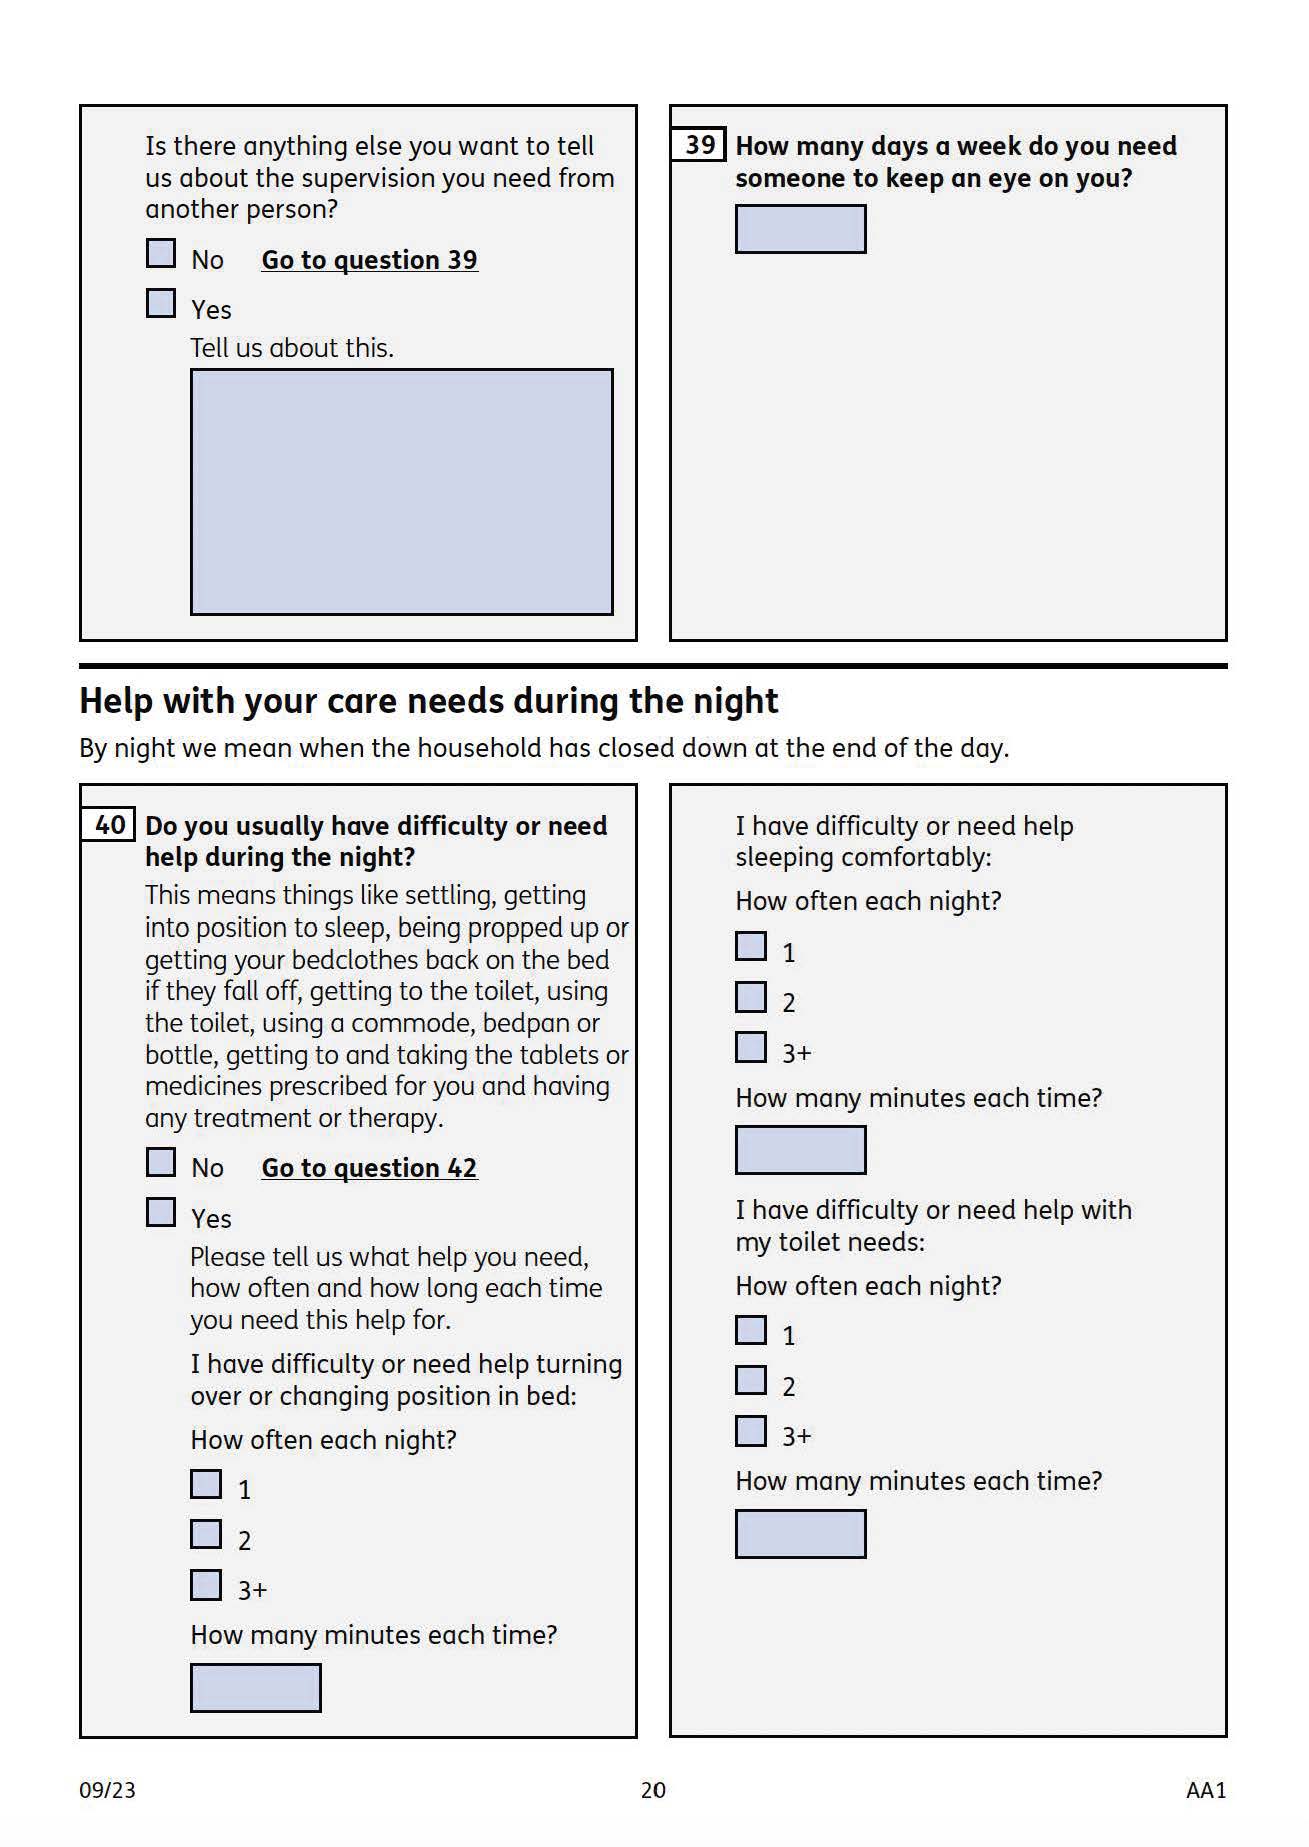 Is there anything else you want to tell
us about the supervision you need from
another person?
No Go to question 39
Yes
Tell us about this.
39 How many days a week do you need
someone to keep an eye on you?
Help with your care needs during the night
By night we mean when the household has closed down at the end of the day.
40 Do you usually have difficulty or need
help during the night?
This means things like settling, getting
into position to sleep, being propped up or
getting your bedclothes back on the bed
if they fall off, getting to the toilet, using
the toilet, using a commode, bedpan or
bottle, getting to and taking the tablets or
medicines prescribed for you and having
any treatment or therapy.
No Go to question 42
Yes
Please tell us what help you need,
how often and how long each time
you need this help for.
I have difficulty or need help turning
over or changing position in bed:
How often each night?
1
2
3+
How many minutes each time?
I have difficulty or need help
sleeping comfortably:
How often each night?
1
2
3+
How many minutes each time?
I have difficulty or need help with
my toilet needs:
How often each night?
1
2
3+
How many minutes each time?
09/23 20 AA1